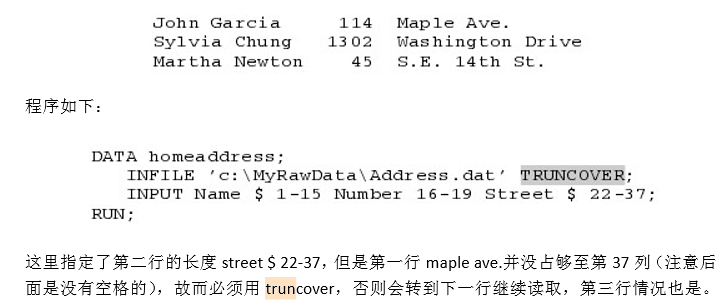 John Garcia 114 Maple Ave.
Sylvia Chung 1302 Washington Drive
Martha Newton 45 S.E. 14th St.
程序如下：
DATA homeaddress;
INFILE 'c:\MyRawData\Address.dat' TRUNCOVER;
INPUT Name $ 1-15 Number 16-19 Street $ 22-37;
RUN;
这里指定了第二行的长度 street $ 22-37，但是第一行 maple ave.并没占够至第 37 列（注意后
面是没有空格的），故而必须用 truncover，否则会转到下一行继续读取，第三行情况也是。